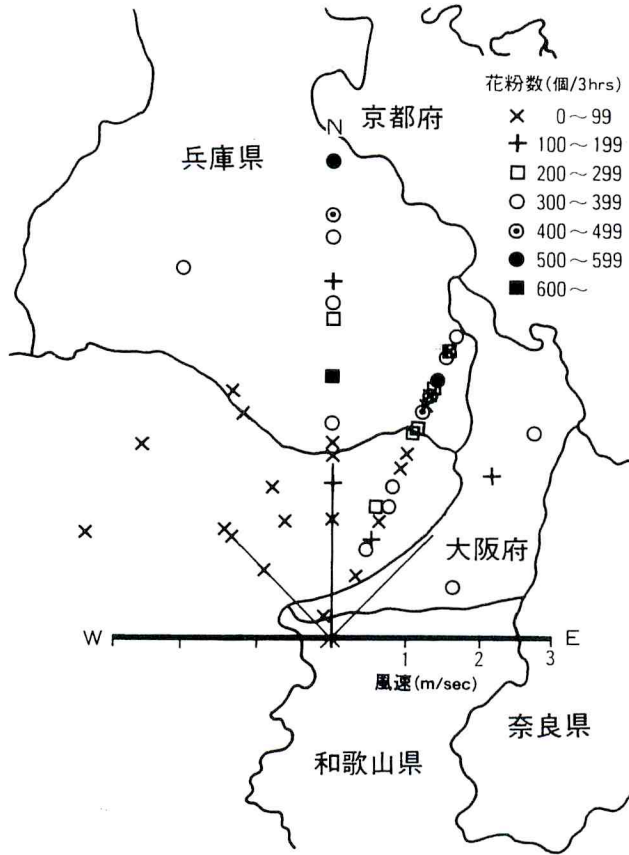 花粉数(個/3hrs)
× 0～99
+ 100～199
□ 200～299
○ 300～399
◉ 400～499
● 500～599
■ 600～
京都府
N
兵庫県
大阪府
W
E
1 2 3
風速(m/sec)
奈良県
和歌山県